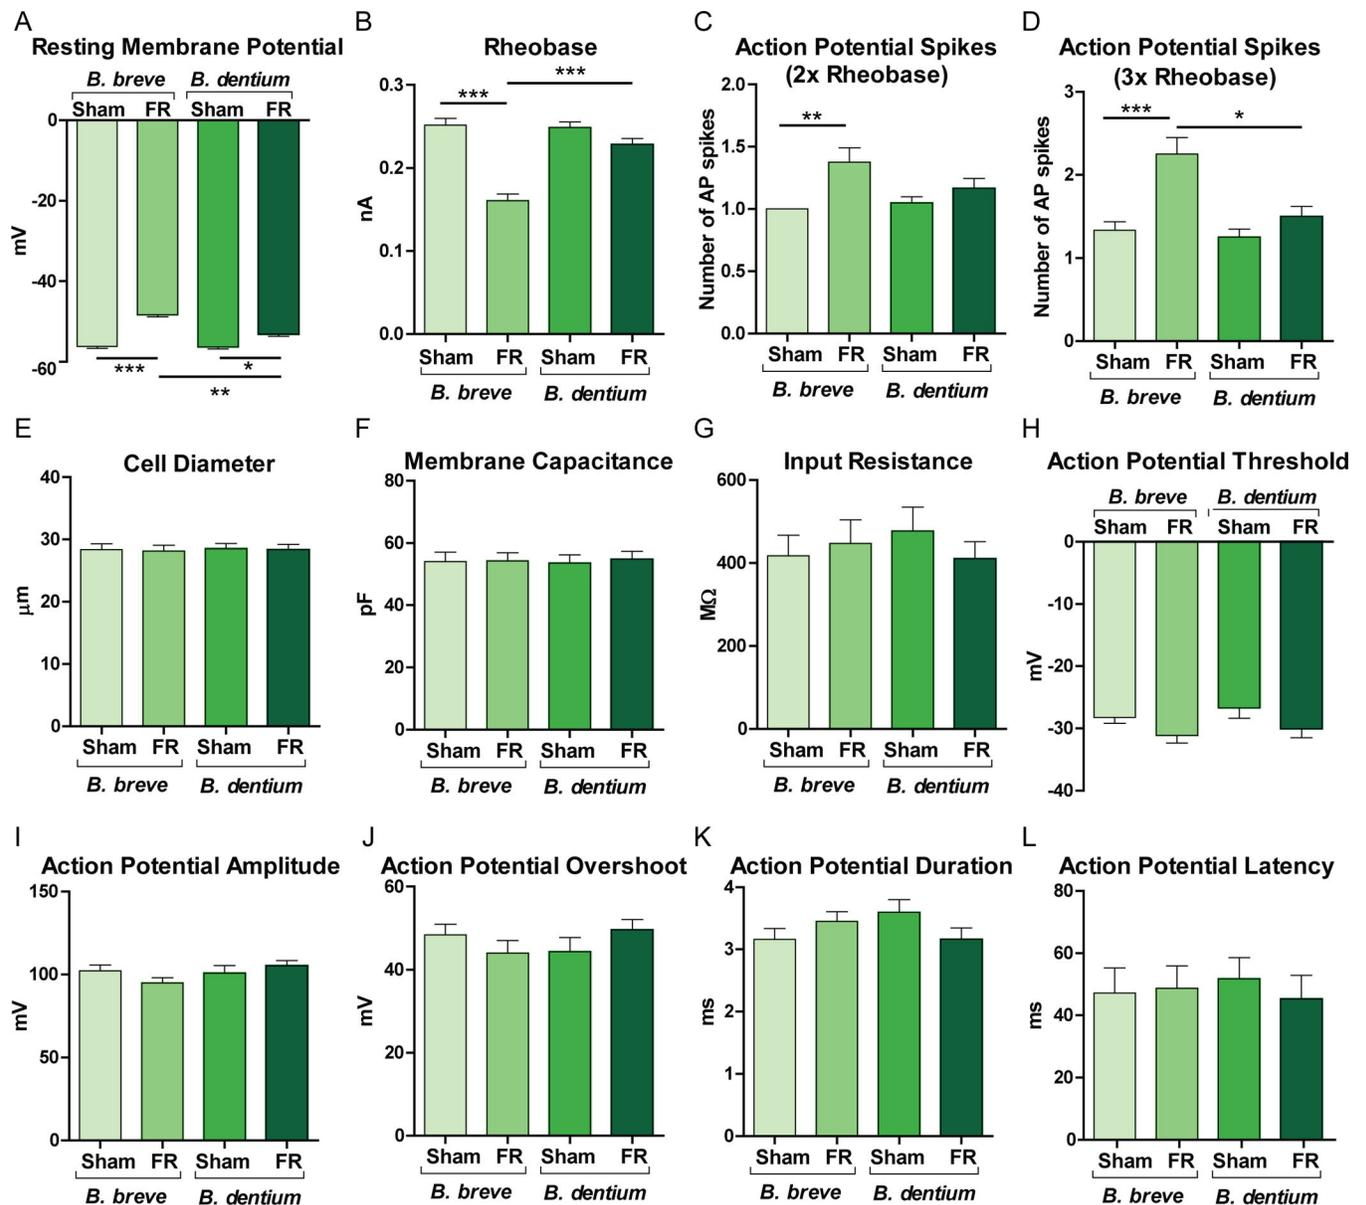 A
Resting Membrane Potential
B. breve B. dentium
Sham FR Sham FR
0
-20
-40
-60
mV
*** *
**
B
Rheobase
***
***
0.3
0.2
0.1
0.0
nA
Sham FR Sham FR
B. breve B. dentium
C
Action Potential Spikes
(2x Rheobase)
**
2.0
1.5
1.0
0.5
0.0
Number of AP spikes
Sham FR Sham FR
B. breve B. dentium
D
Action Potential Spikes
(3x Rheobase)
*** *
3
2
1
0
Number of AP spikes
Sham FR Sham FR
B. breve B. dentium
E
Cell Diameter
40
30
20
10
0
μm
Sham FR Sham FR
B. breve B. dentium
F
Membrane Capacitance
80
60
40
20
0
pF
Sham FR Sham FR
B. breve B. dentium
G
Input Resistance
600
400
200
0
MΩ
Sham FR Sham FR
B. breve B. dentium
H
Action Potential Threshold
B. breve B. dentium
Sham FR Sham FR
0
-10
-20
-30
-40
mV
I
Action Potential Amplitude
150
100
50
0
mV
Sham FR Sham FR
B. breve B. dentium
J
Action Potential Overshoot
60
40
20
0
mV
Sham FR Sham FR
B. breve B. dentium
K
Action Potential Duration
4
3
2
1
0
ms
Sham FR Sham FR
B. breve B. dentium
L
Action Potential Latency
80
60
40
20
0
ms
Sham FR Sham FR
B. breve B. dentium